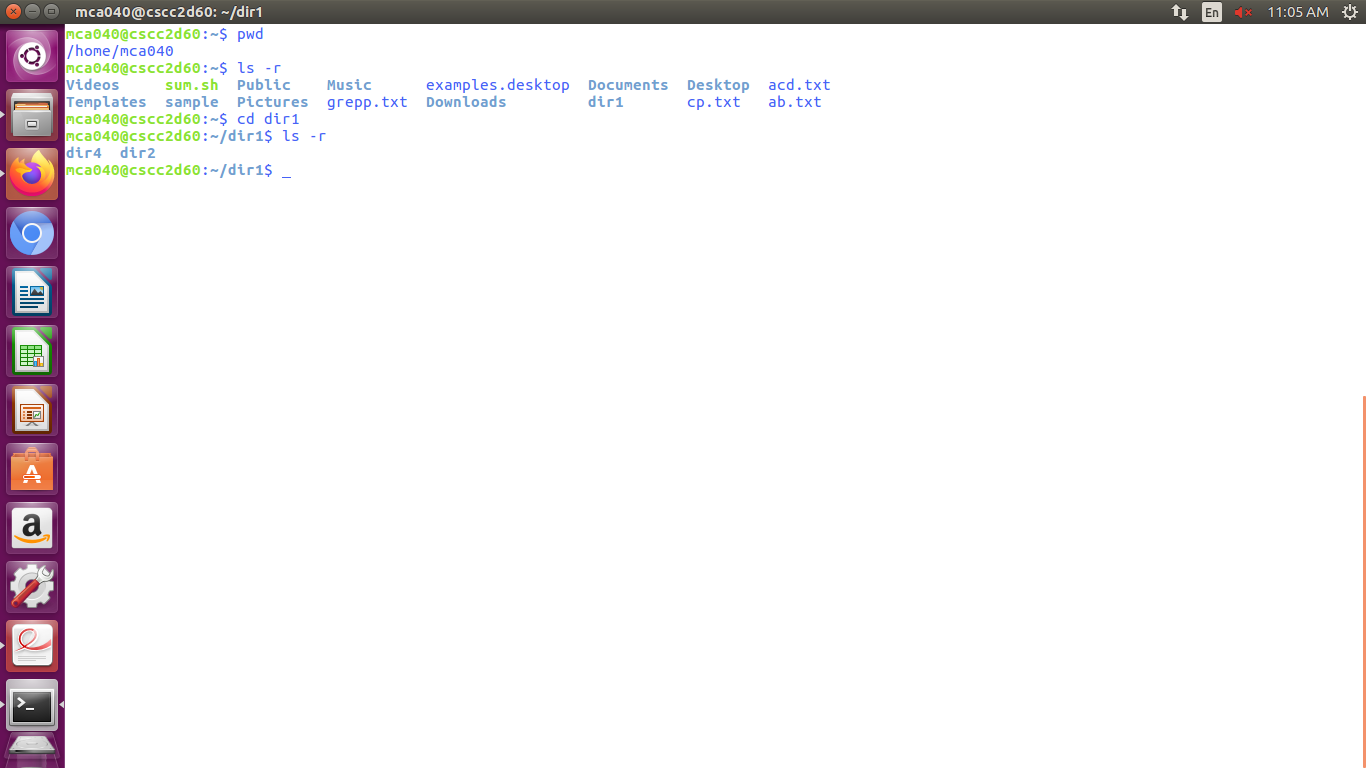 mca040@cscc2d60: ~/dir1 En 11:05 AM
mca040@cscc2d60:~$ pwd
/home/mca040
mca040@cscc2d60:~$ ls -r
Videos sum.sh Public Music examples.desktop Documents Desktop acd.txt
Templates sample Pictures grepp.txt Downloads dir1 cp.txt ab.txt
mca040@cscc2d60:~$ cd dir1
mca040@cscc2d60:~/dir1$ ls -r
dir4 dir2
mca040@cscc2d60:~/dir1$ _